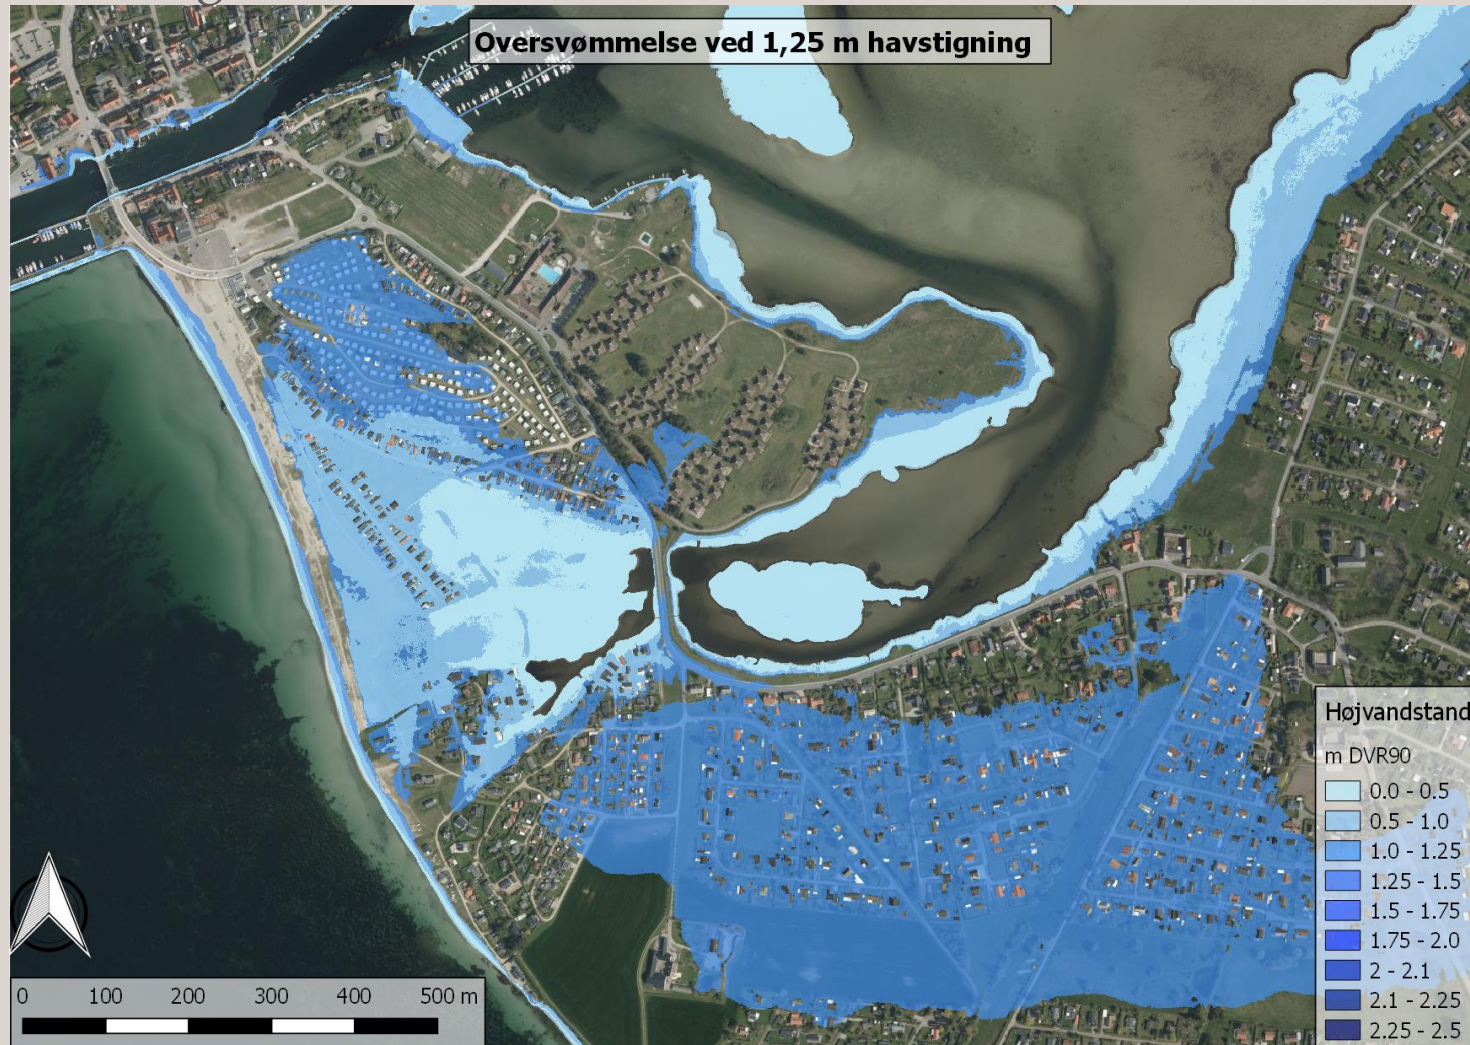 Oversvømmelse ved 1,25 m havstigning
Højvandstand
m DVR90
0.0 - 0.5
0.5 - 1.0
1.0 - 1.25
1.25 - 1.5
1.5 - 1.75
1.75 - 2.0
2 - 2.1
2.1 - 2.25
2.25 - 2.5
0 100 200 300 400 500 m